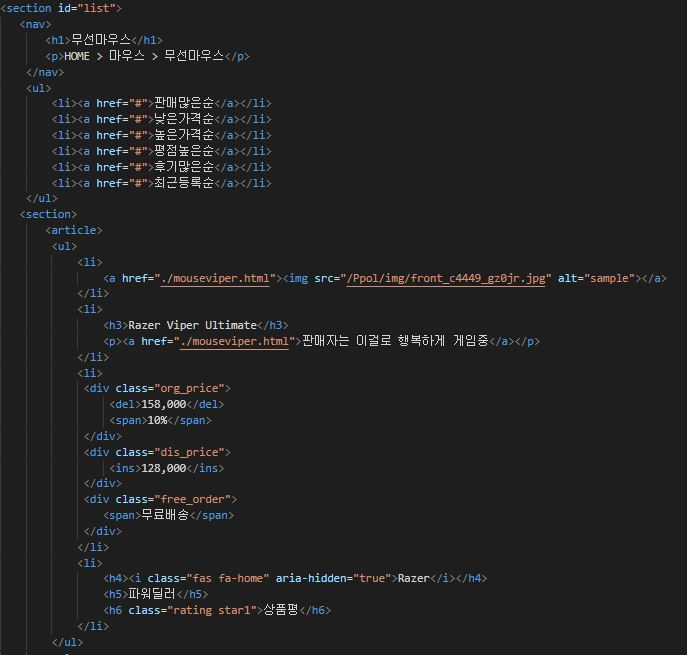 <section id="list">
<nav>
<h1>무선마우스</h1>
<p>HOME > 마우스 > 무선마우스</p>
</nav>
<ul>
<li><a href="#">판매많은순</a></li>
<li><a href="#">낮은가격순</a></li>
<li><a href="#">높은가격순</a></li>
<li><a href="#">평점높은순</a></li>
<li><a href="#">후기많은순</a></li>
<li><a href="#">최근등록순</a></li>
</ul>
<section>
<article>
<ul>
<li>
<a href="./mouseviper.html"><img src="/Ppol/img/front_c4449_gz0jr.jpg" alt="sample"></a>
</li>
<li>
<h3>Razer Viper Ultimate</h3>
<p><a href="./mouseviper.html">판매자는 이걸로 행복하게 게임중</a></p>
</li>
<li>
<div class="org_price">
<del>158,000</del>
<span>10%</span>
</div>
<div class="dis_price">
<ins>128,000</ins>
</div>
<div class="free_order">
<span>무료배송</span>
</div>
</li>
<li>
<h4><i class="fas fa-home" aria-hidden="true">Razer</i></h4>
<h5>파워딜러</h5>
<h6 class="rating star1">상품평</h6>
</li>
</ul>